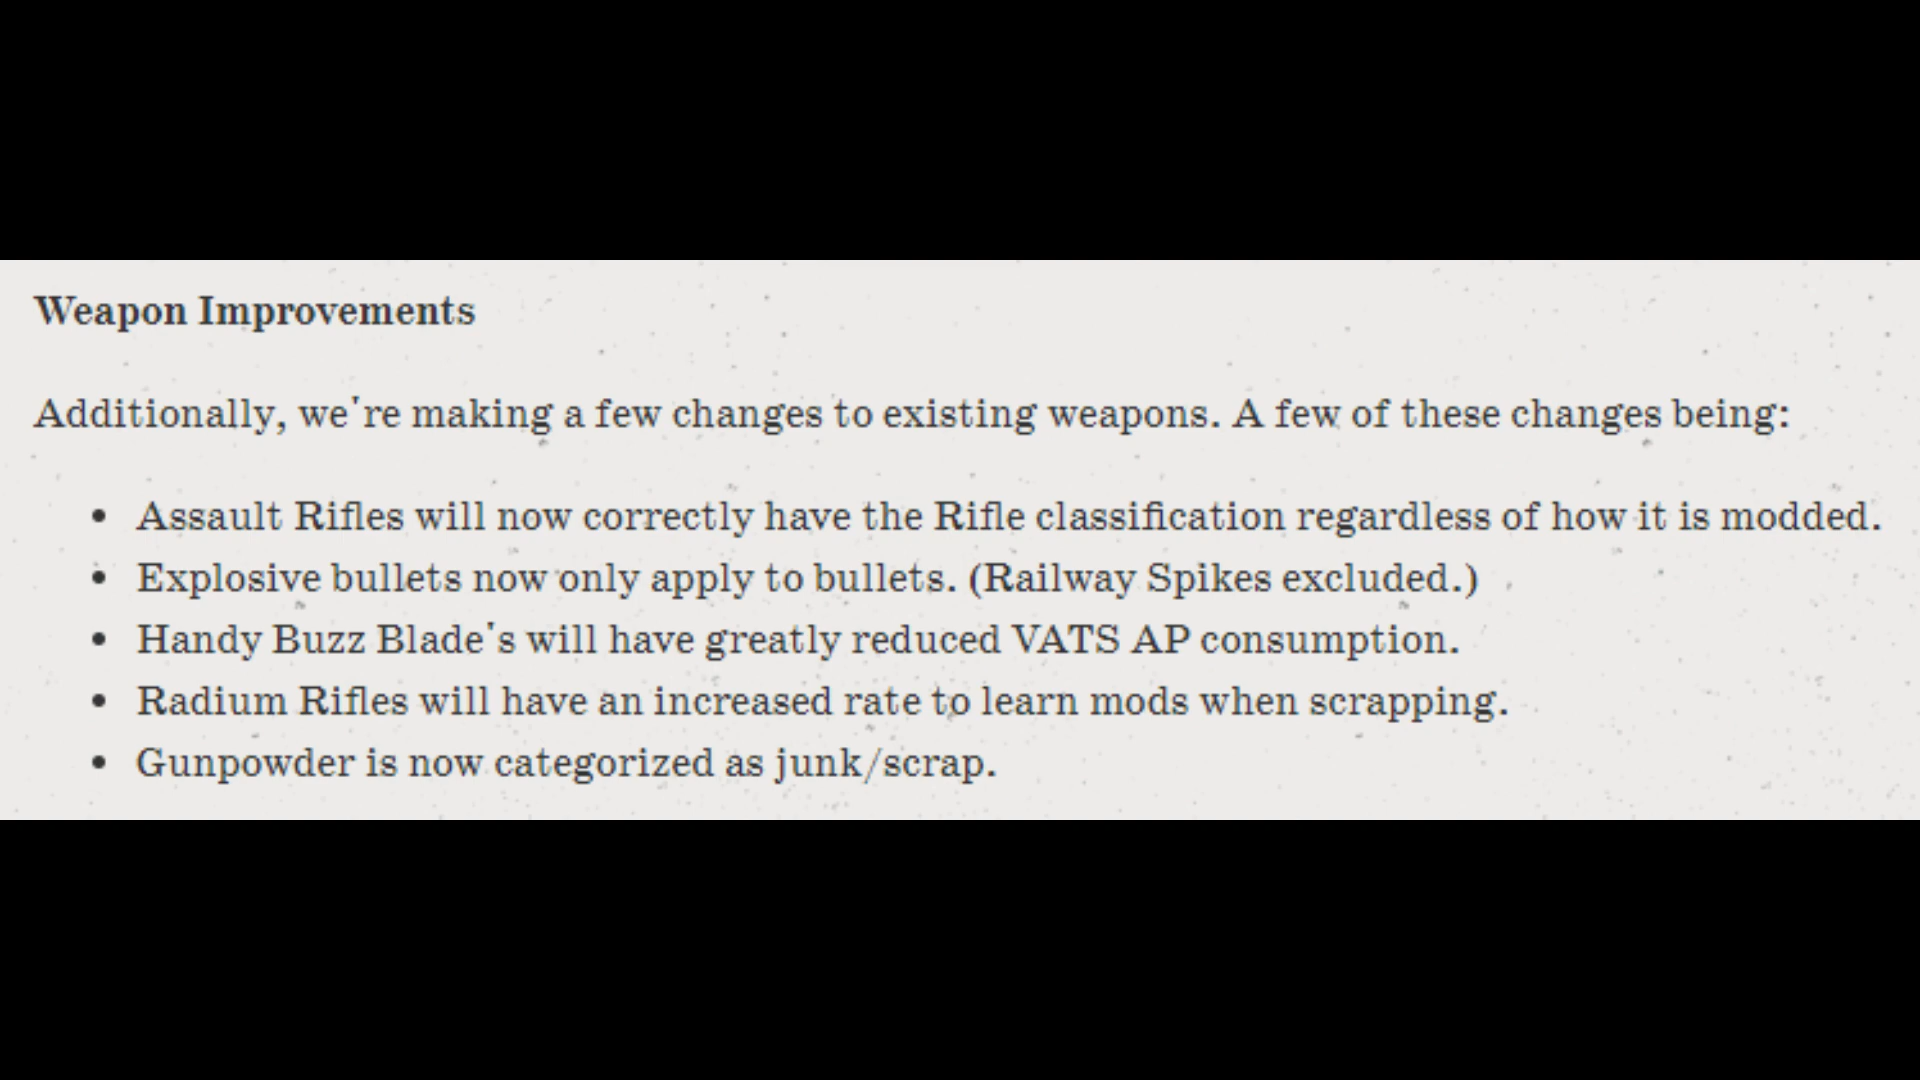 Weapon Improvements
Additionally, we're making a few changes to existing weapons. A few of these changes being:
• Assault Rifles will now correctly have the Rifle classification regardless of how it is modded.
• Explosive bullets now only apply to bullets. (Railway Spikes excluded.)
• Handy Buzz Blade's will have greatly reduced VATS AP consumption.
• Radium Rifles will have an increased rate to learn mods when scrapping.
• Gunpowder is now categorized as junk/scrap.